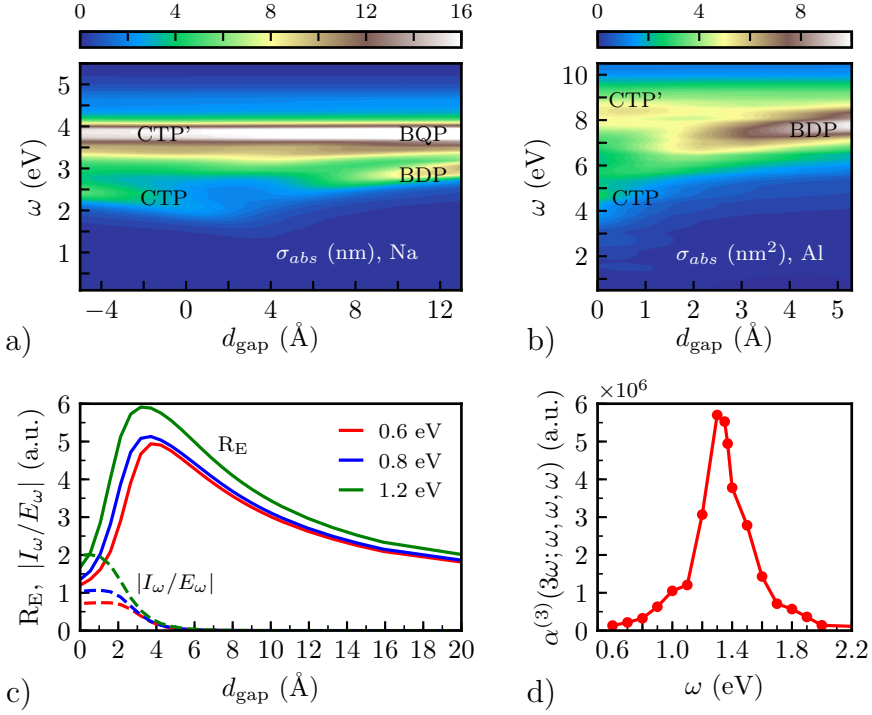 0 4 8 12 16
0 4 8
5
4
3
2
1
ω (eV)
CTP’
BQP
BDP
CTP
σabs (nm), Na
−4 0 4 8 12
dgap (Å)
a)
10
8
6
4
2
0
ω (eV)
CTP’
BDP
CTP
σabs (nm²), Al
0 1 2 3 4 5
dgap (Å)
b)
6
5
4
3
2
1
0
RE, |Iω/Eω| (a.u.)
RE
0.6 eV
0.8 eV
1.2 eV
|Iω/Eω|
0 2 4 6 8 10 12 14 16 18 20
dgap (Å)
c)
×10⁶
6
5
4
3
2
1
0
α⁽³⁾(3ω; ω, ω, ω) (a.u.)
0.6 1.0 1.4 1.8 2.2
ω (eV)
d)